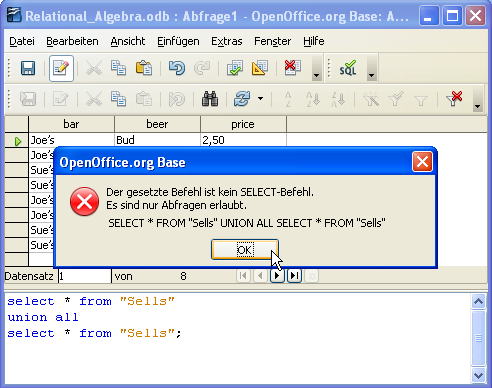 Relational_Algebra.odb : Abfrage1 - OpenOffice.org Base: A...
Datei Bearbeiten Ansicht Einfügen Extras Fenster Hilfe
SQL
bar beer price
Joe's Bud 2,50
Joe's
Sue's
Sue's
Joe's
Joe's
Sue's
Sue's
OpenOffice.org Base
Der gesetzte Befehl ist kein SELECT-Befehl.
Es sind nur Abfragen erlaubt.
SELECT * FROM "Sells" UNION ALL SELECT * FROM "Sells"
OK
Datensatz 1 von 8
select * from "Sells"
union all
select * from "Sells";